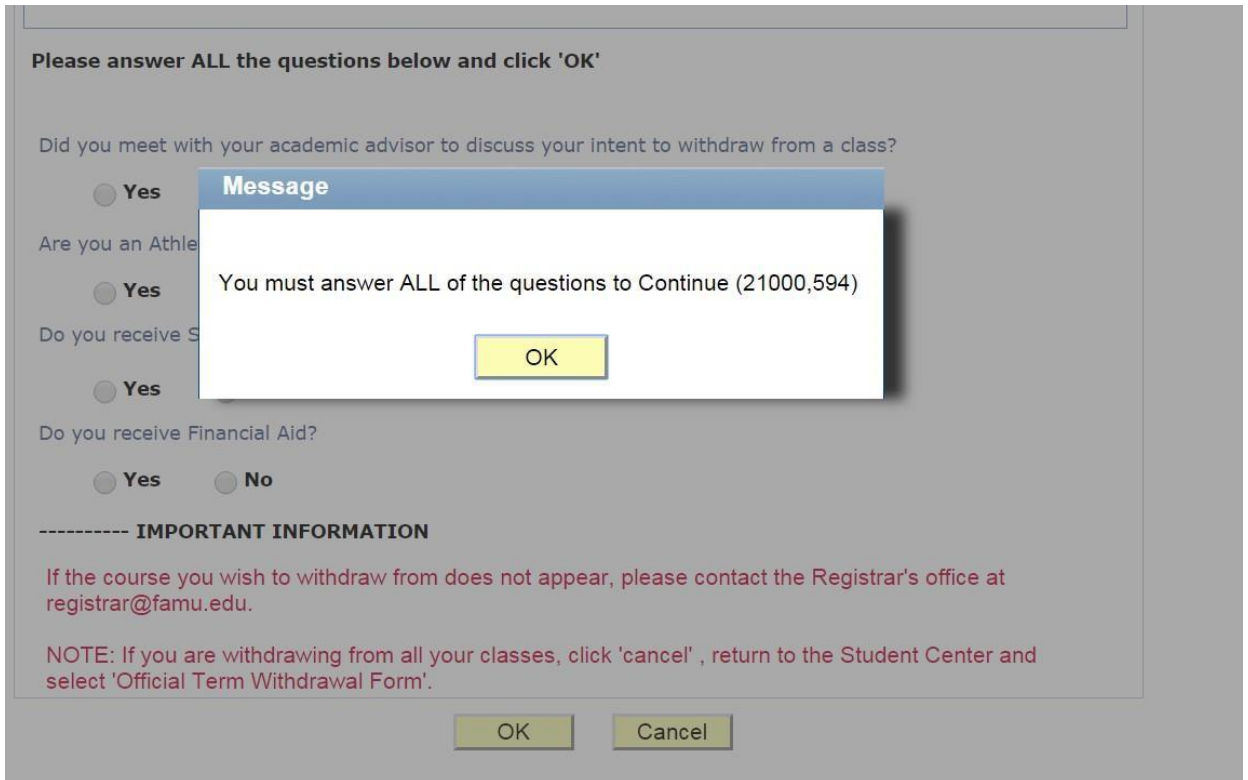 Please answer ALL the questions below and click 'OK'
Did you meet with your academic advisor to discuss your intent to withdraw from a class?
Yes
Message
Are you an Athle
You must answer ALL of the questions to Continue (21000,594)
Yes
Do you receive S
OK
Yes
Do you receive Financial Aid?
Yes No
---------- IMPORTANT INFORMATION
If the course you wish to withdraw from does not appear, please contact the Registrar's office at
registrar@famu.edu.
NOTE: If you are withdrawing from all your classes, click 'cancel' , return to the Student Center and
select 'Official Term Withdrawal Form'.
OK Cancel